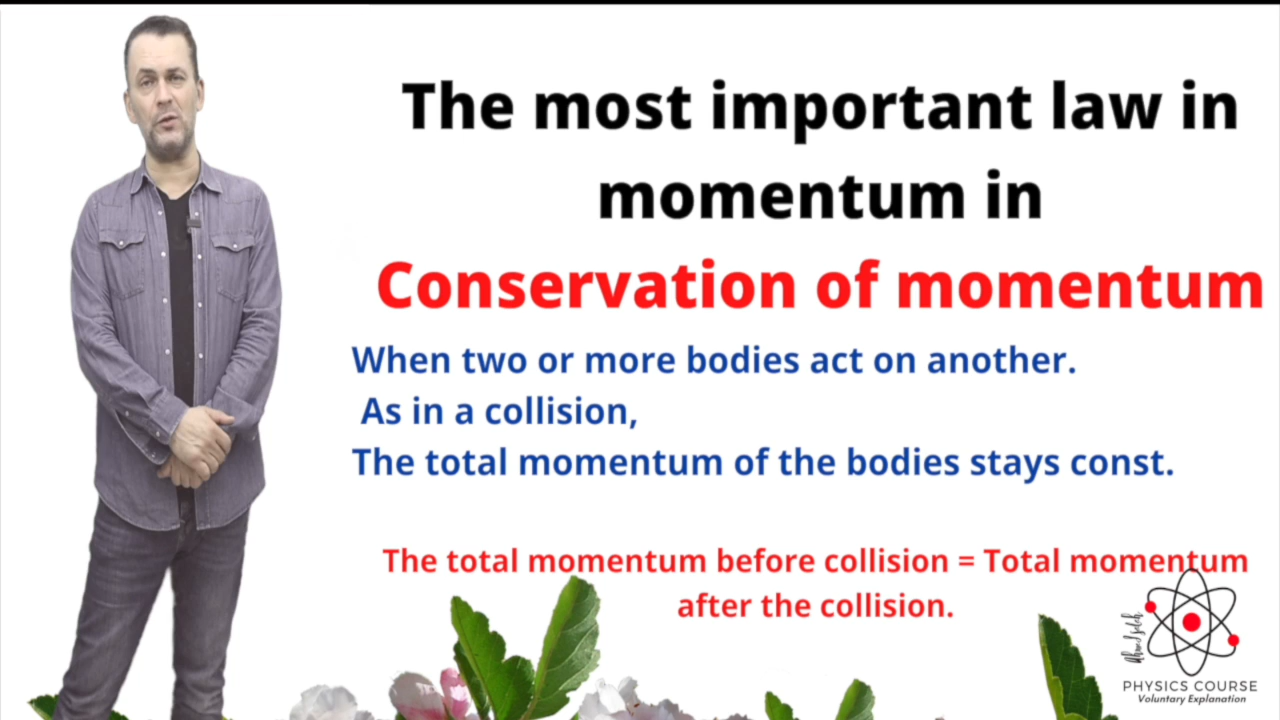 The most important law in
momentum in
Conservation of momentum
When two or more bodies act on another.
As in a collision,
The total momentum of the bodies stays const.
The total momentum before collision = Total momentum
after the collision.
PHYSICS COURSE
Voluntary Explanation